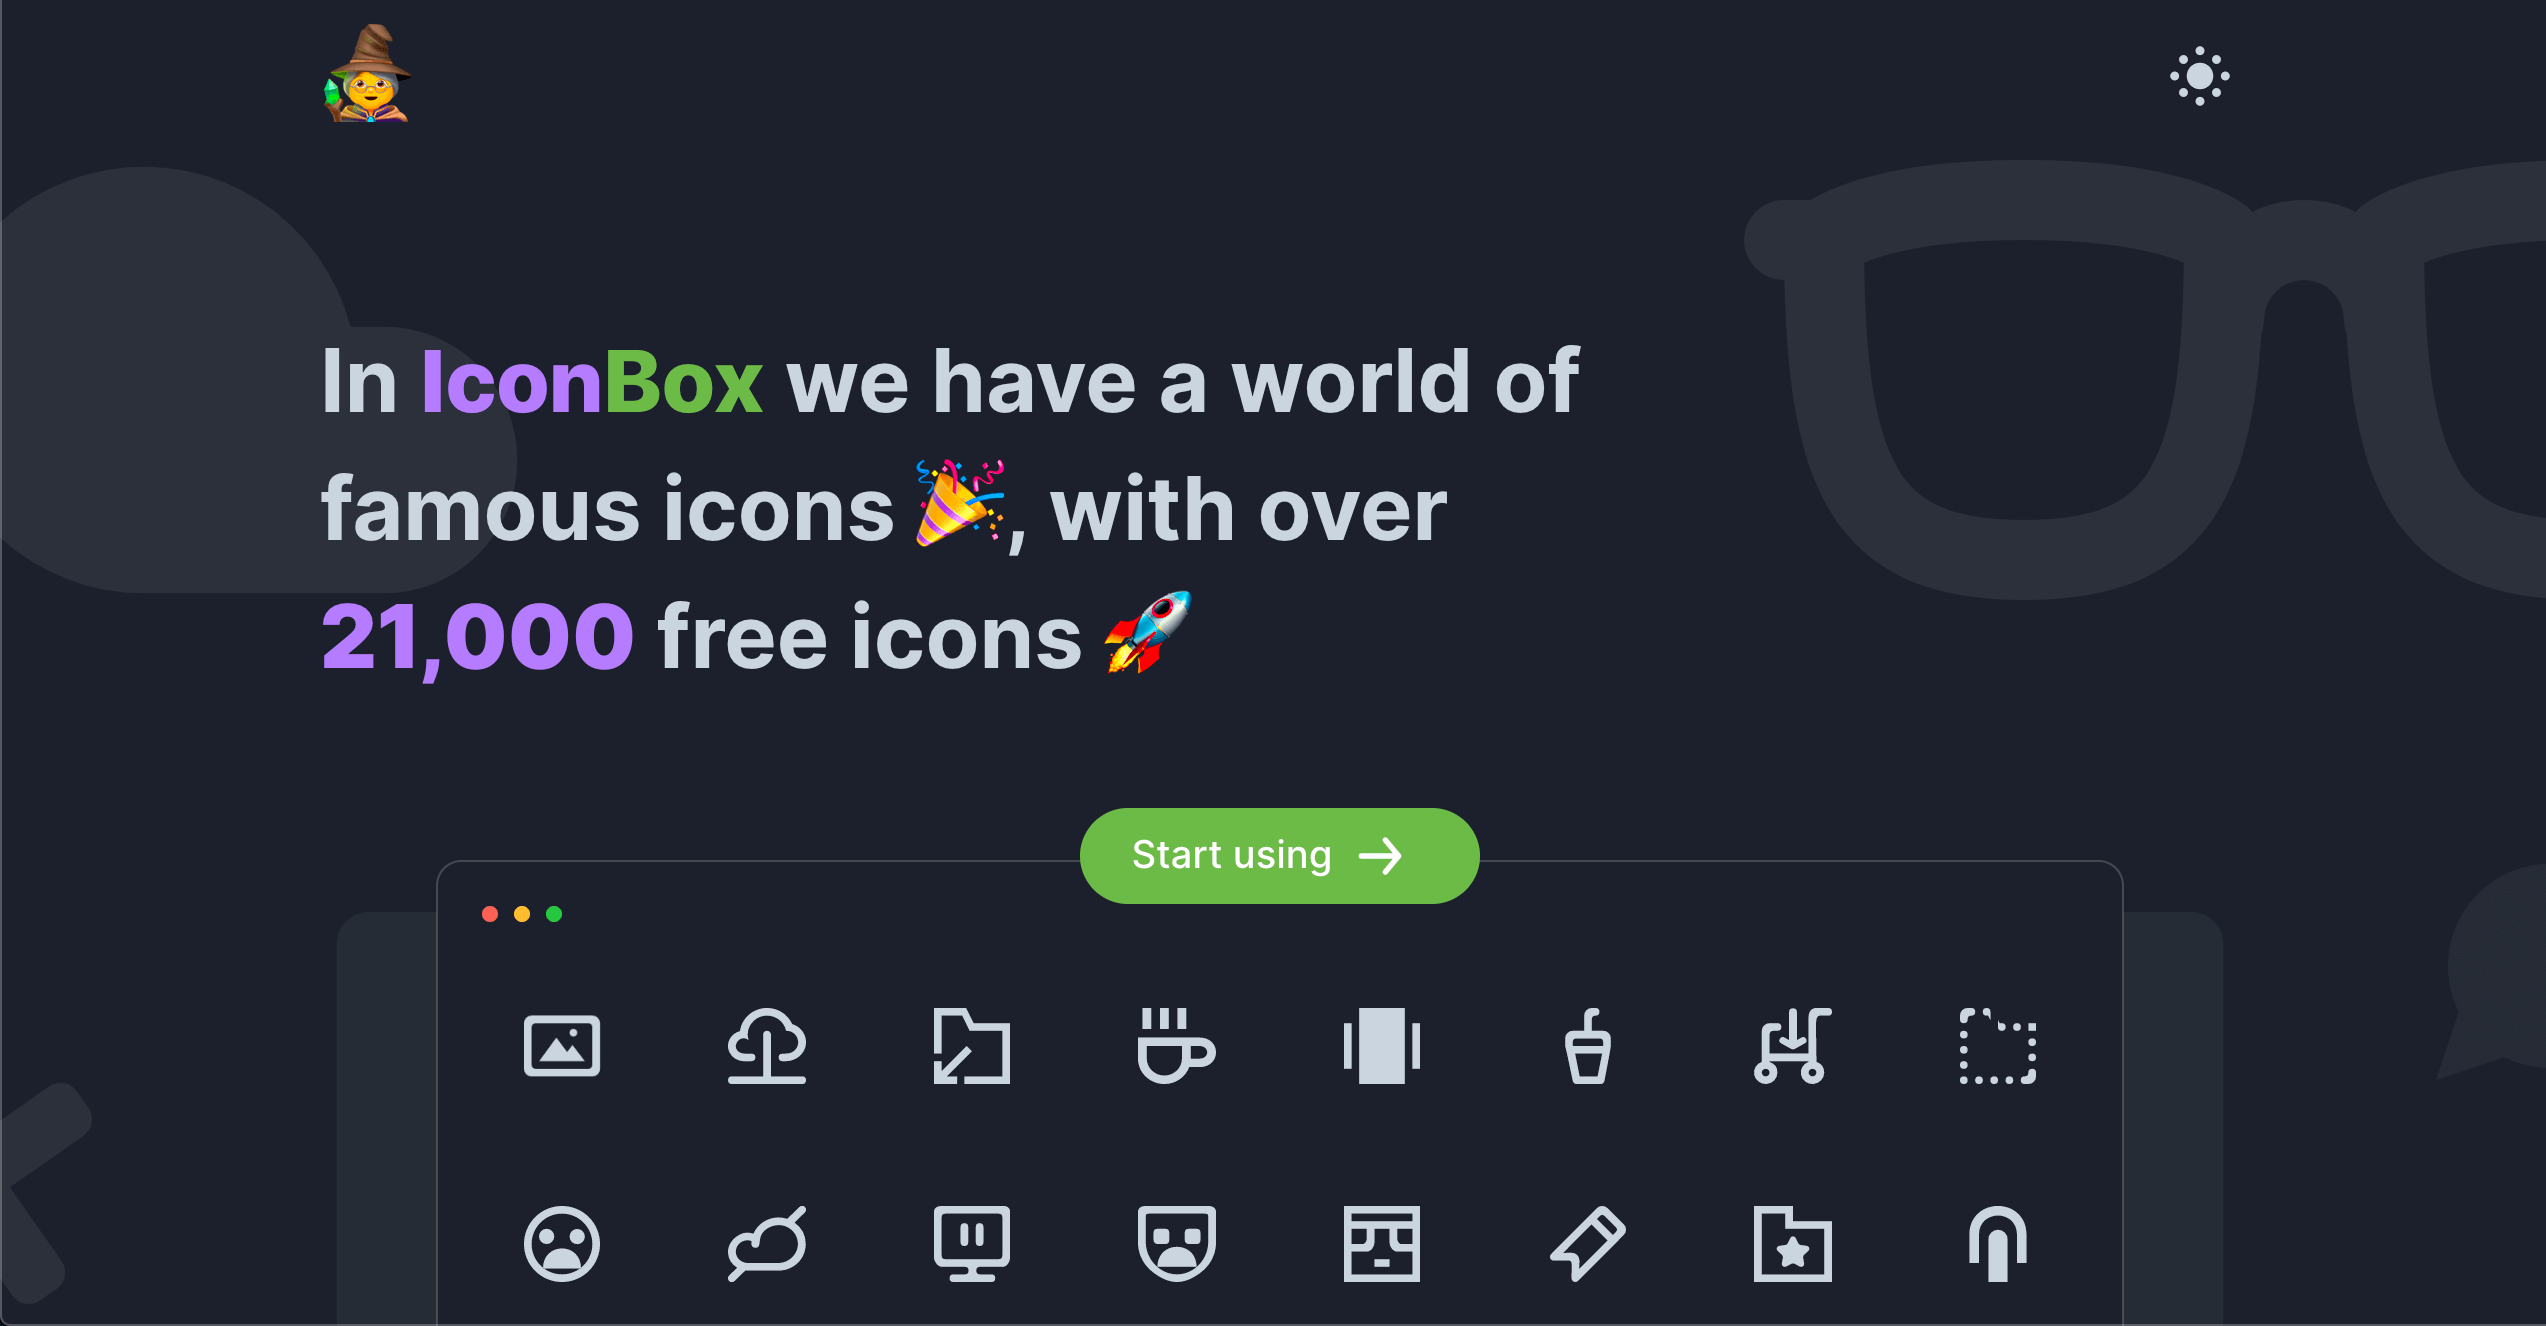 In IconBox we have a world of
famous icons 🎉, with over
21,000 free icons 🚀
Start using